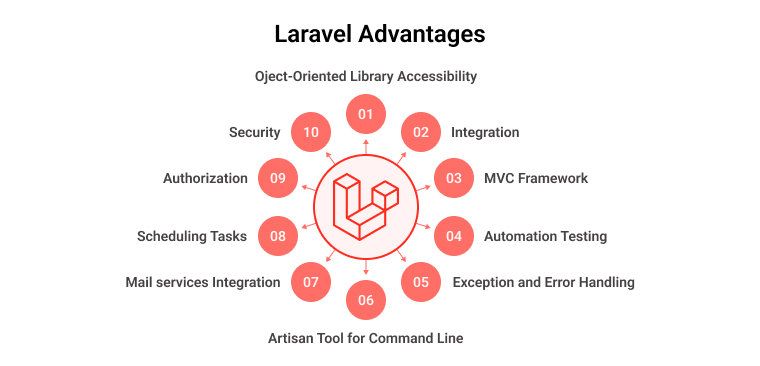 Laravel Advantages
Oject-Oriented Library Accessibility
01
02 Integration
03 MVC Framework
04 Automation Testing
05 Exception and Error Handling
06
Artisan Tool for Command Line
Mail services Integration 07
Scheduling Tasks 08
Authorization 09
Security 10